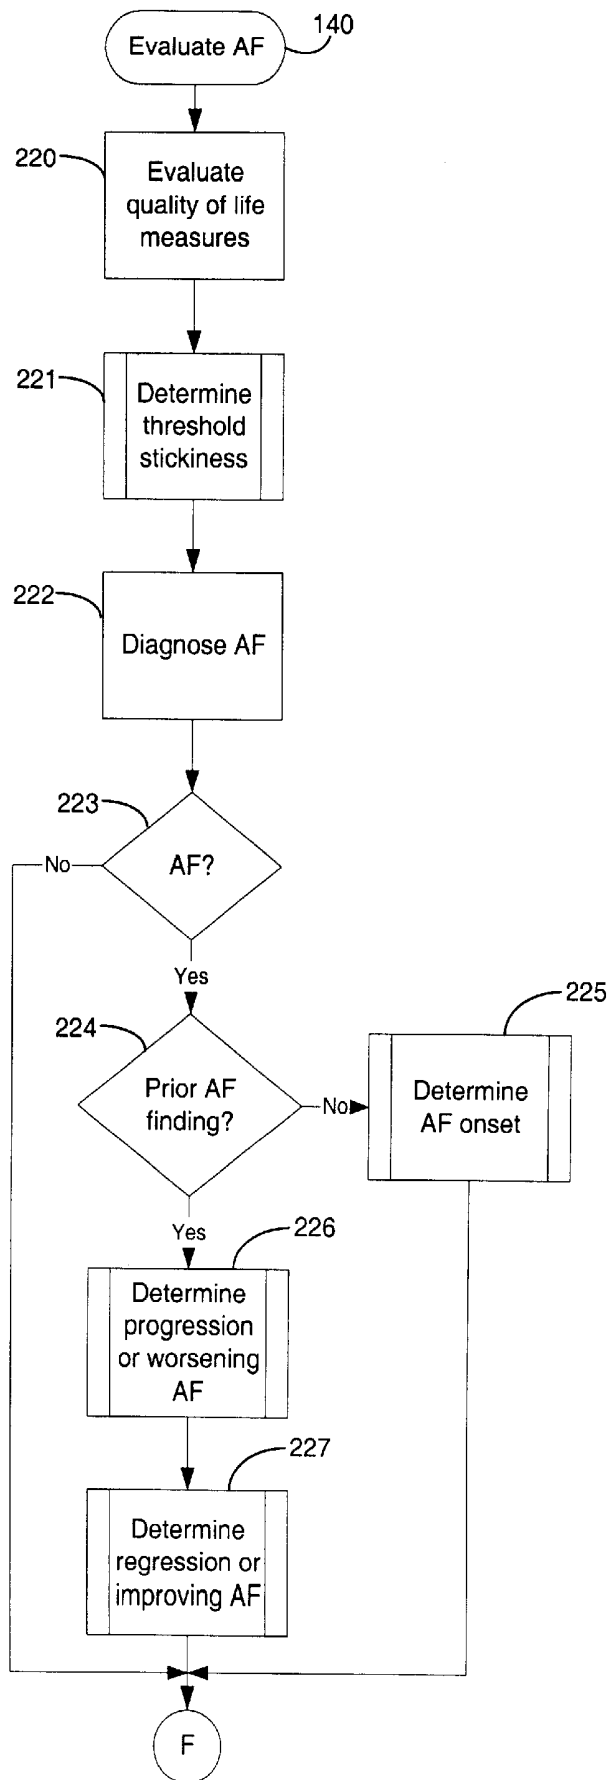 Evaluate AF
140
220
Evaluate
quality of life
measures
221
Determine
threshold
stickiness
222
Diagnose AF
223
AF?
No
Yes
224
Prior AF
finding?
No
225
Determine
AF onset
Yes
226
Determine
progression
or worsening
AF
227
Determine
regression or
improving AF
F